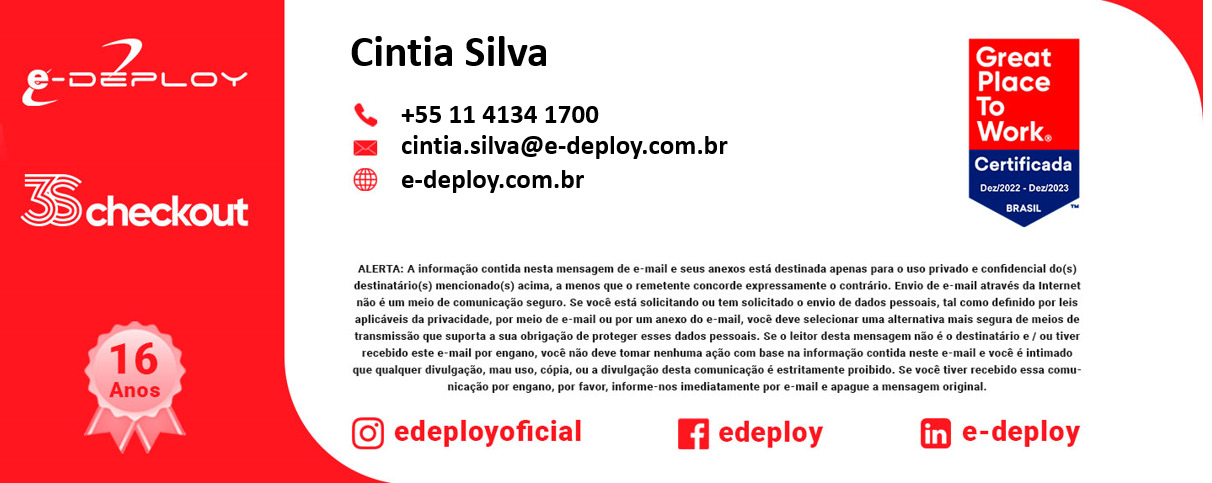 e-DEPLOY
3S checkout
16
Anos
Cintia Silva
+55 11 4134 1700
cintia.silva@e-deploy.com.br
e-deploy.com.br
Great
Place
To
Work®
Certificada
Dez/2022 - Dez/2023
BRASIL
™
ALERTA: A informação contida nesta mensagem de e-mail e seus anexos está destinada apenas para o uso privado e confidencial do(s)
destinatário(s) mencionado(s) acima, a menos que o remetente concorde expressamente o contrário. Envio de e-mail através da Internet
não é um meio de comunicação seguro. Se você está solicitando ou tem solicitado o envio de dados pessoais, tal como definido por leis
aplicáveis da privacidade, por meio de e-mail ou por um anexo do e-mail, você deve selecionar uma alternativa mais segura de meios de
transmissão que suporta a sua obrigação de proteger esses dados pessoais. Se o leitor desta mensagem não é o destinatário e / ou tiver
recebido este e-mail por engano, você não deve tomar nenhuma ação com base na informação contida neste e-mail e você é intimado
que qualquer divulgação, mau uso, cópia, ou a divulgação desta comunicação é estritamente proibido. Se você tiver recebido essa comu-
nicação por engano, por favor, informe-nos imediatamente por e-mail e apague a mensagem original.
edeployoficial
edeploy
e-deploy